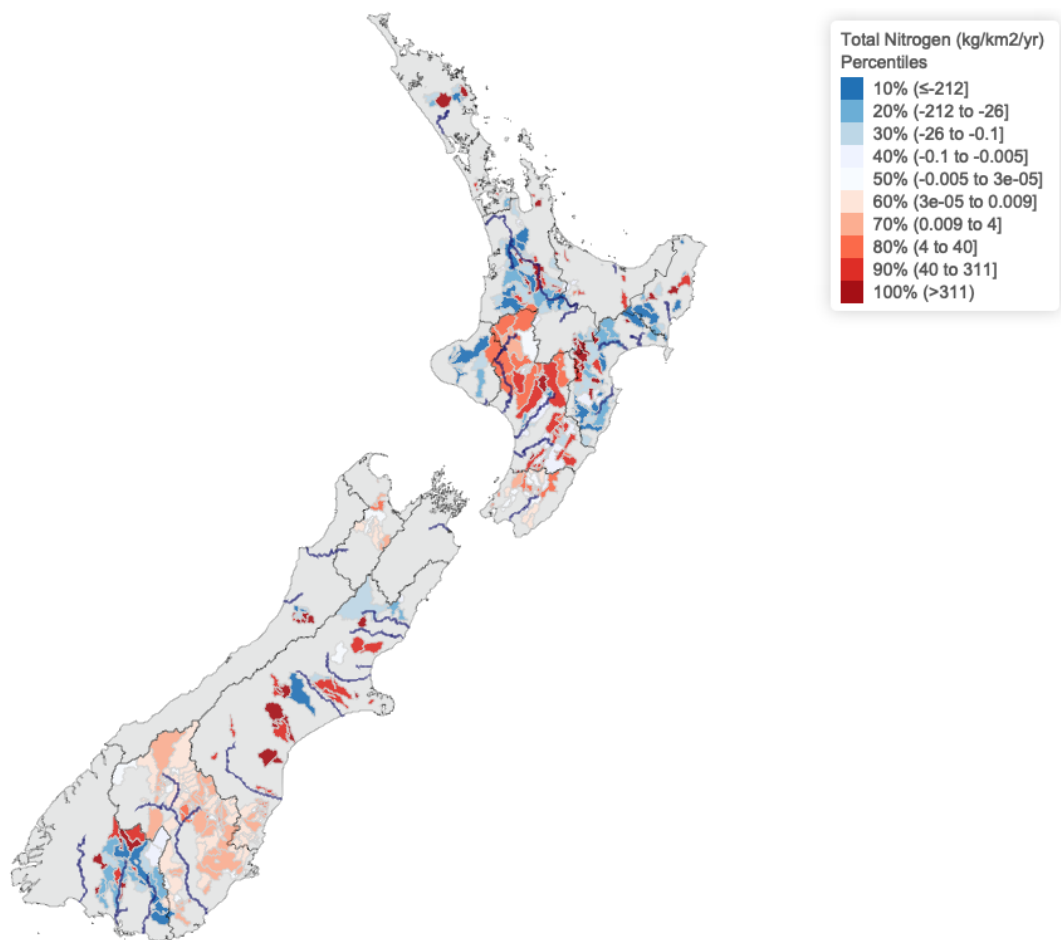 Total Nitrogen (kg/km2/yr)
Percentiles
10% (≤-212]
20% (-212 to -26]
30% (-26 to -0.1]
40% (-0.1 to -0.005]
50% (-0.005 to 3e-05]
60% (3e-05 to 0.009]
70% (0.009 to 4]
80% (4 to 40]
90% (40 to 311]
100% (>311)